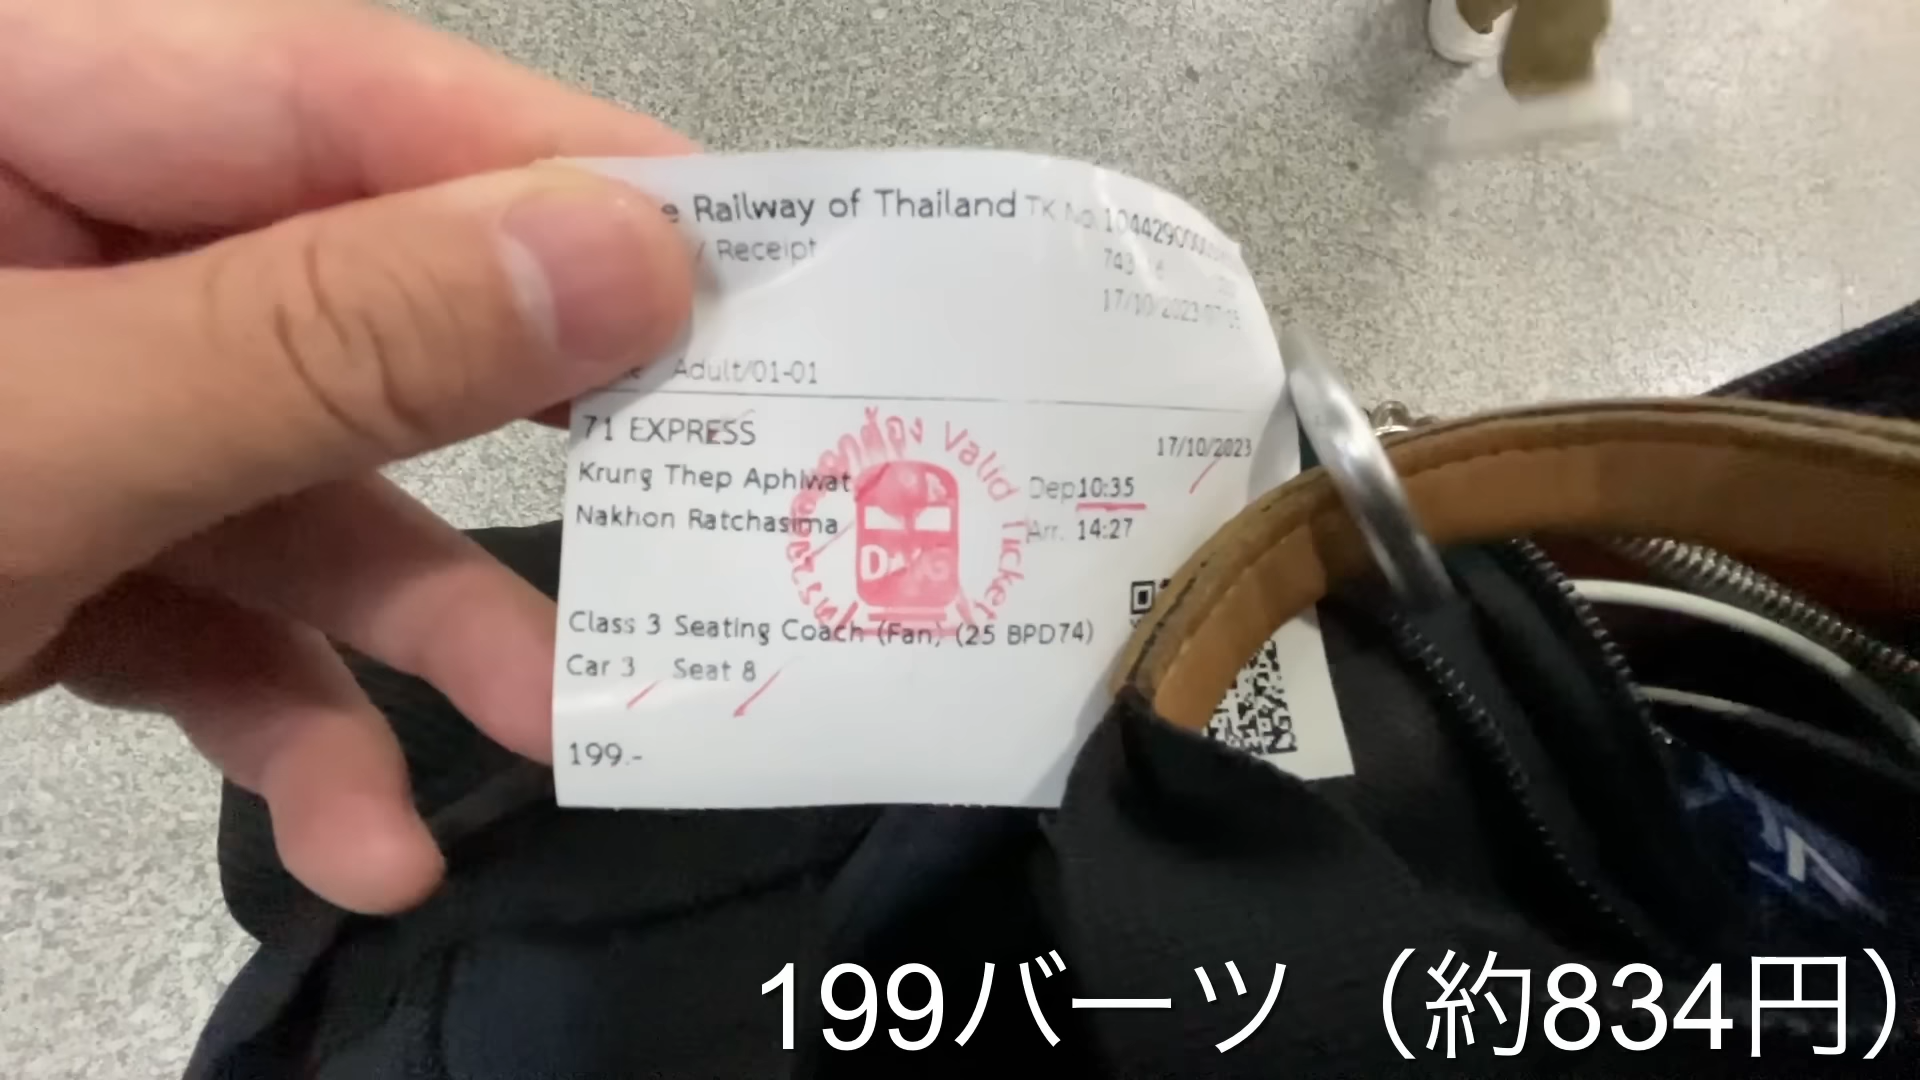 e Railway of Thailand TK No.
/ Receipt
17/10/2023
Adult/01-01
71 EXPRESS
17/10/2023
Krung Thep Aphiwat
Dep 10:35
Nakhon Ratchasima
Arr. 14:27
Valid Ticket
Class 3 Seating Coach (Fan) (25 BPD74)
Car 3 Seat 8
199.-
199バーツ（約834円）